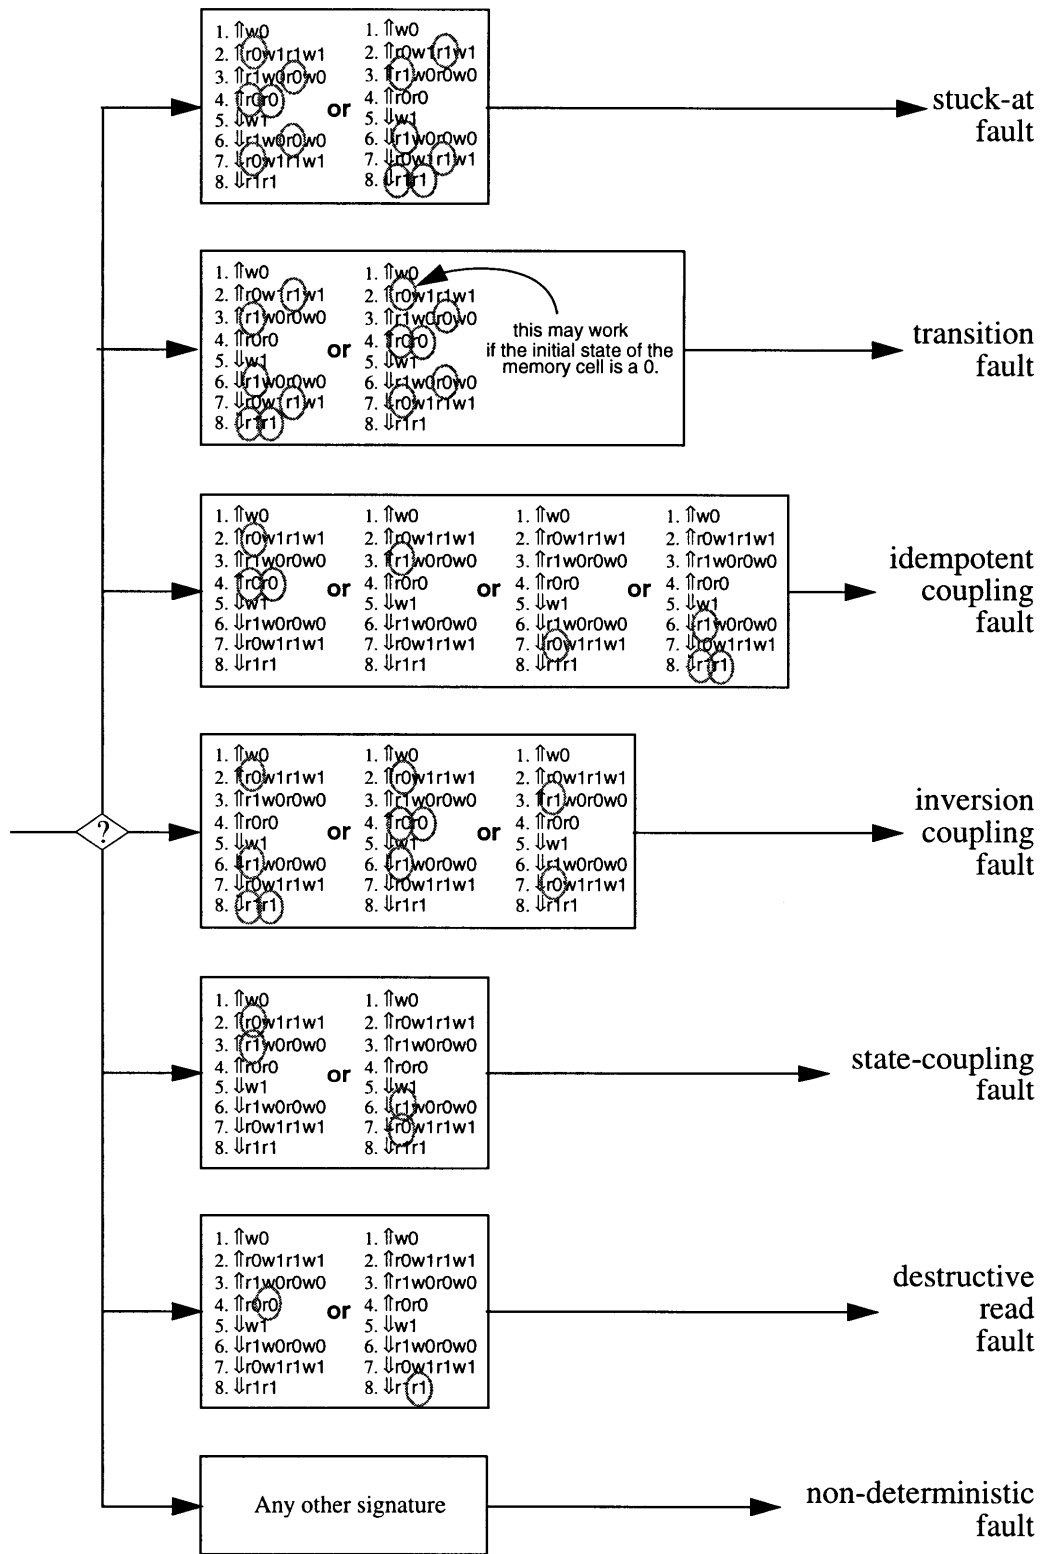 1. ⇑w0
2. ⇑r0w1r1w1
3. ⇑r1w0r0w0
4. ⇑r0r0
5. ⇓w1
6. ⇓r1w0r0w0
7. ⇓r0w1r1w1
8. ⇓r1r1
or
1. ⇑w0
2. ⇑r0w1r1w1
3. ⇑r1w0r0w0
4. ⇑r0r0
5. ⇓w1
6. ⇓r1w0r0w0
7. ⇓r0w1r1w1
8. ⇓r1r1
stuck-at
fault
1. ⇑w0
2. ⇑r0w1r1w1
3. ⇑r1w0r0w0
4. ⇑r0r0
5. ⇓w1
6. ⇓r1w0r0w0
7. ⇓r0w1r1w1
8. ⇓r1r1
or
1. ⇑w0
2. ⇑r0w1r1w1
3. ⇑r1w0r0w0
4. ⇑r0r0
5. ⇓w1
6. ⇓r1w0r0w0
7. ⇓r0w1r1w1
8. ⇓r1r1
this may work
if the initial state of the
memory cell is a 0.
transition
fault
1. ⇑w0
2. ⇑r0w1r1w1
3. ⇑r1w0r0w0
4. ⇑r0r0
5. ⇓w1
6. ⇓r1w0r0w0
7. ⇓r0w1r1w1
8. ⇓r1r1
or
1. ⇑w0
2. ⇑r0w1r1w1
3. ⇑r1w0r0w0
4. ⇑r0r0
5. ⇓w1
6. ⇓r1w0r0w0
7. ⇓r0w1r1w1
8. ⇓r1r1
or
1. ⇑w0
2. ⇑r0w1r1w1
3. ⇑r1w0r0w0
4. ⇑r0r0
5. ⇓w1
6. ⇓r1w0r0w0
7. ⇓r0w1r1w1
8. ⇓r1r1
or
1. ⇑w0
2. ⇑r0w1r1w1
3. ⇑r1w0r0w0
4. ⇑r0r0
5. ⇓w1
6. ⇓r1w0r0w0
7. ⇓r0w1r1w1
8. ⇓r1r1
idempotent
coupling
fault
?
1. ⇑w0
2. ⇑r0w1r1w1
3. ⇑r1w0r0w0
4. ⇑r0r0
5. ⇓w1
6. ⇓r1w0r0w0
7. ⇓r0w1r1w1
8. ⇓r1r1
or
1. ⇑w0
2. ⇑r0w1r1w1
3. ⇑r1w0r0w0
4. ⇑r0r0
5. ⇓w1
6. ⇓r1w0r0w0
7. ⇓r0w1r1w1
8. ⇓r1r1
or
1. ⇑w0
2. ⇑r0w1r1w1
3. ⇑r1w0r0w0
4. ⇑r0r0
5. ⇓w1
6. ⇓r1w0r0w0
7. ⇓r0w1r1w1
8. ⇓r1r1
inversion
coupling
fault
1. ⇑w0
2. ⇑r0w1r1w1
3. ⇑r1w0r0w0
4. ⇑r0r0
5. ⇓w1
6. ⇓r1w0r0w0
7. ⇓r0w1r1w1
8. ⇓r1r1
or
1. ⇑w0
2. ⇑r0w1r1w1
3. ⇑r1w0r0w0
4. ⇑r0r0
5. ⇓w1
6. ⇓r1w0r0w0
7. ⇓r0w1r1w1
8. ⇓r1r1
state-coupling
fault
1. ⇑w0
2. ⇑r0w1r1w1
3. ⇑r1w0r0w0
4. ⇑r0r0
5. ⇓w1
6. ⇓r1w0r0w0
7. ⇓r0w1r1w1
8. ⇓r1r1
or
1. ⇑w0
2. ⇑r0w1r1w1
3. ⇑r1w0r0w0
4. ⇑r0r0
5. ⇓w1
6. ⇓r1w0r0w0
7. ⇓r0w1r1w1
8. ⇓r1r1
destructive
read
fault
Any other signature
non-deterministic
fault